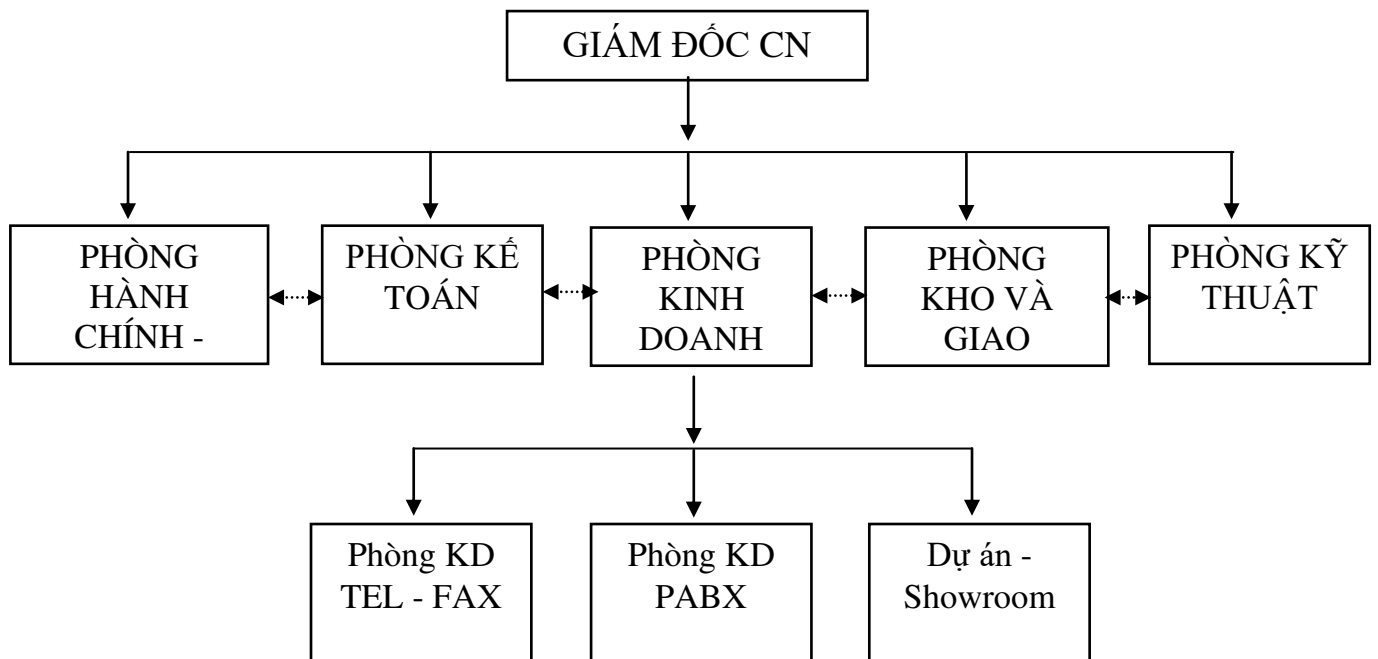 GIÁM ĐỐC CN
PHÒNG
HÀNH
CHÍNH -
PHÒNG KẾ
TOÁN
PHÒNG
KINH
DOANH
PHÒNG
KHO VÀ
GIAO
PHÒNG KỸ
THUẬT
Phòng KD
TEL - FAX
Phòng KD
PABX
Dự án -
Showroom